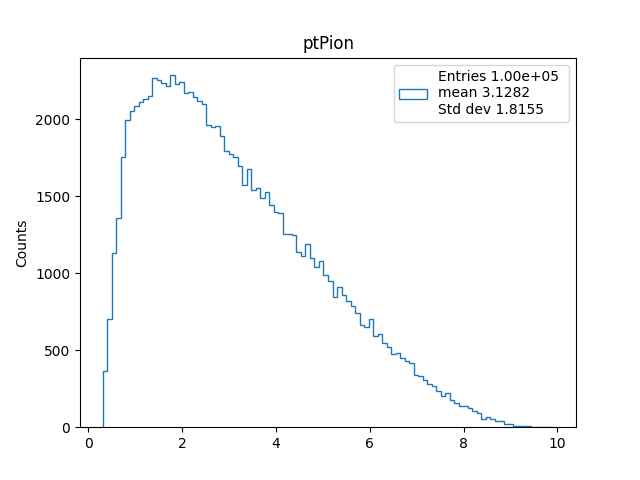 ptPion
Entries 1.00e+05
mean 3.1282
Std dev 1.8155
Counts
2000
1500
1000
500
0
0 2 4 6 8 10